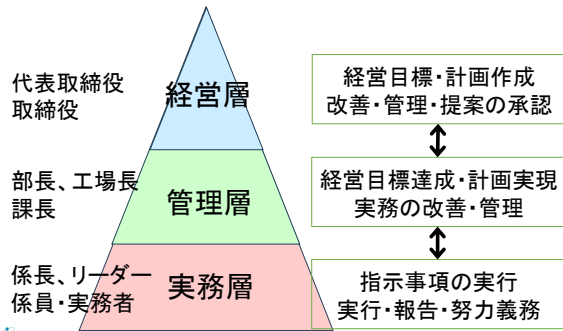 代表取締役
取締役
経営層
経営目標・計画作成
改善・管理・提案の承認
部長、工場長
課長
管理層
経営目標達成・計画実現
実務の改善・管理
係長、リーダー
係員・実務者
実務層
指示事項の実行
実行・報告・努力義務